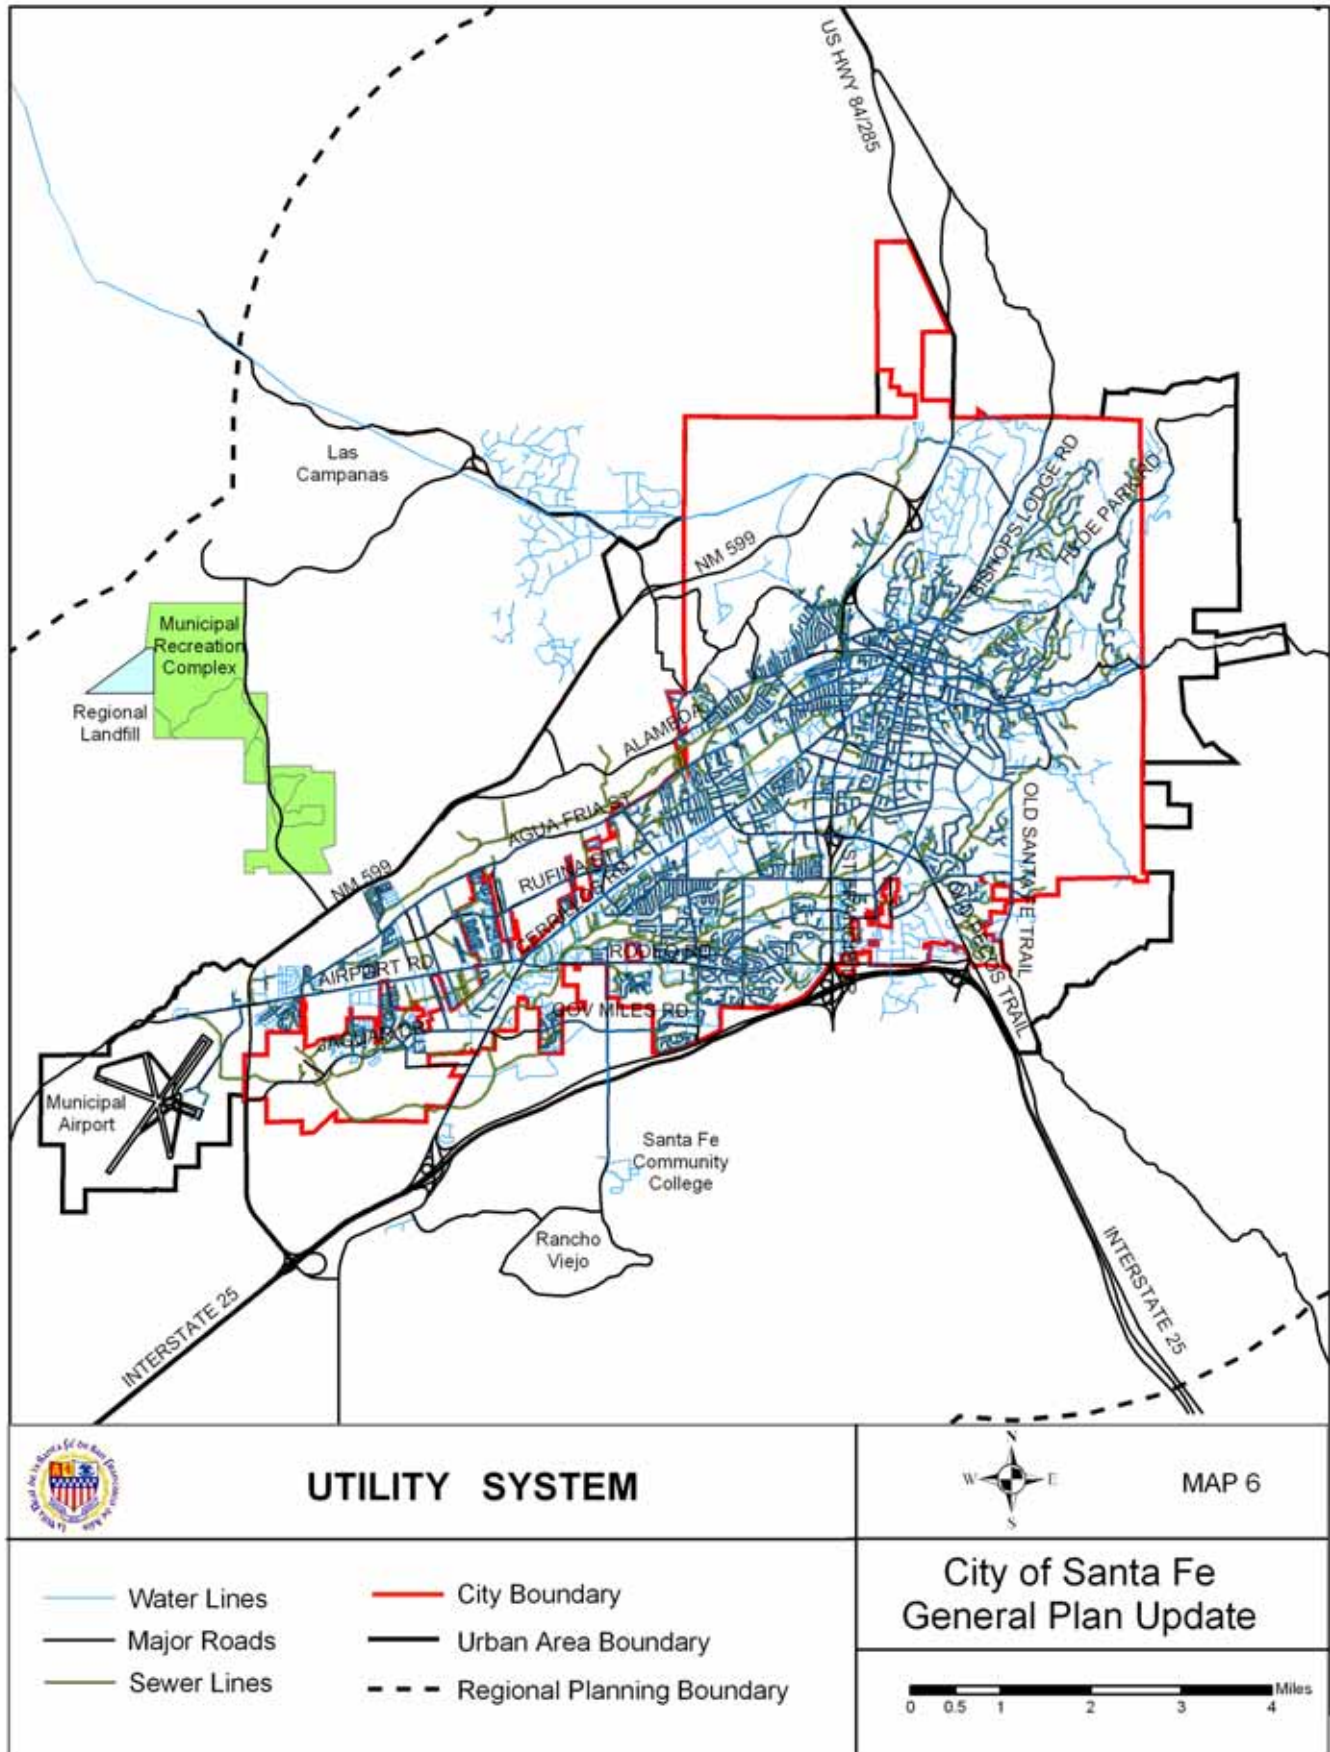 US HWY 84/285
Las
Campanas
BISHOPS LODGE RD
HYDE PARK RD
NM 599
Municipal
Recreation
Complex
Regional
Landfill
ALAMEDA
AGUA FRIA ST
RUFINA ST
CERRILLOS RD
NM 599
OLD SANTA FE TRAIL
OLD PECOS TRAIL
RODEO RD
AIRPORT RD
GOV MILES RD
JAGUAR DR
Municipal
Airport
Santa Fe
Community
College
Rancho
Viejo
INTERSTATE 25
INTERSTATE 25
UTILITY SYSTEM
N
W E
S
MAP 6
Water Lines
Major Roads
Sewer Lines
City Boundary
Urban Area Boundary
Regional Planning Boundary
City of Santa Fe
General Plan Update
Miles
0 0.5 1 2 3 4